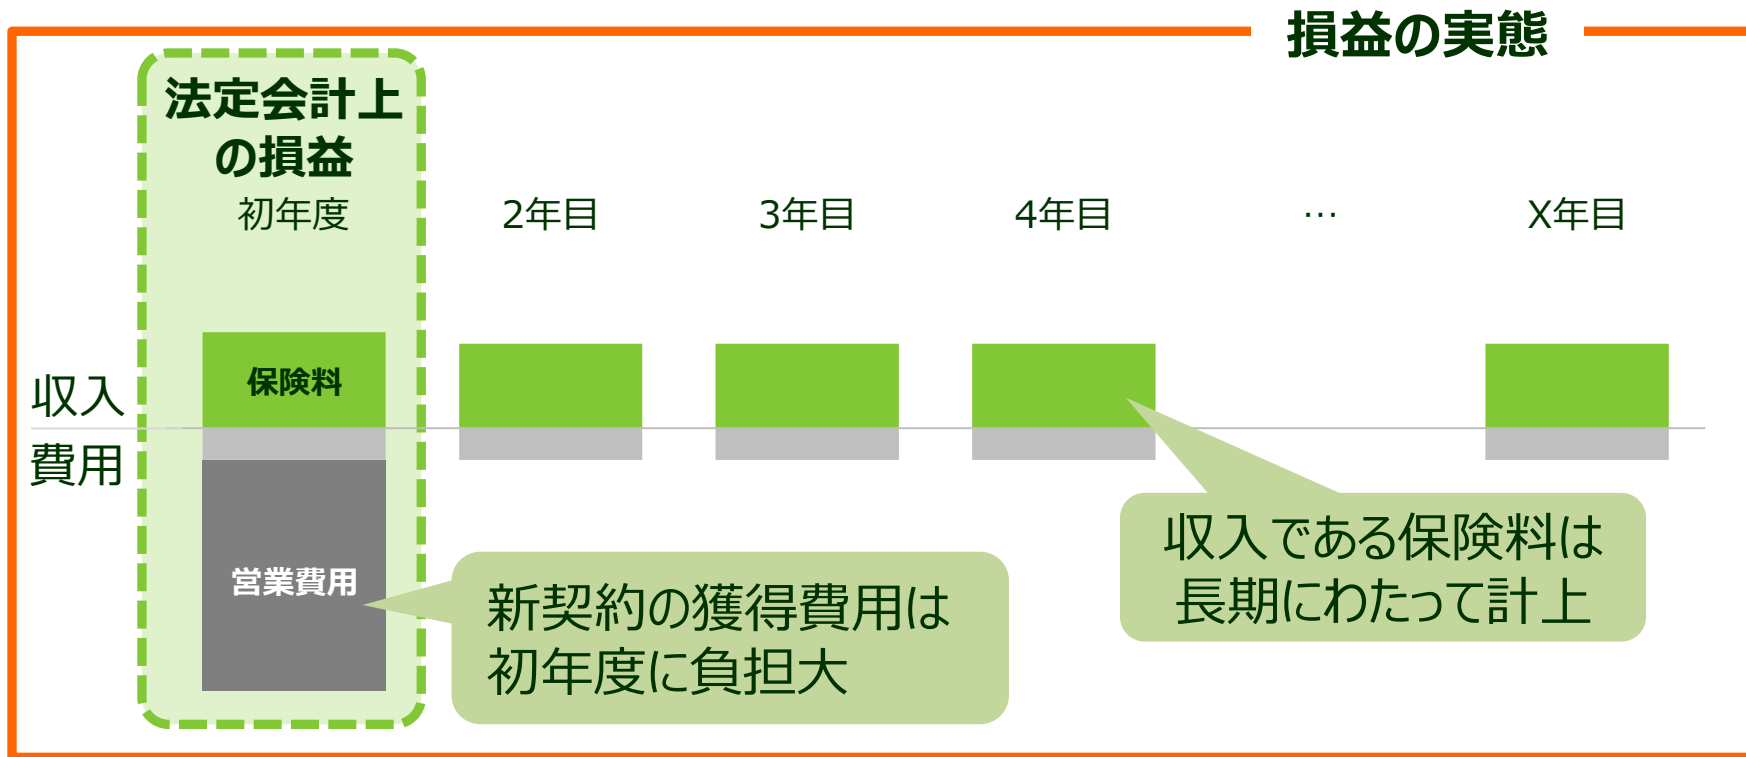 損益の実態
法定会計上
の損益
初年度
2年目
3年目
4年目
…
X年目
保険料
収入
費用
営業費用
新契約の獲得費用は
初年度に負担大
収入である保険料は
長期にわたって計上